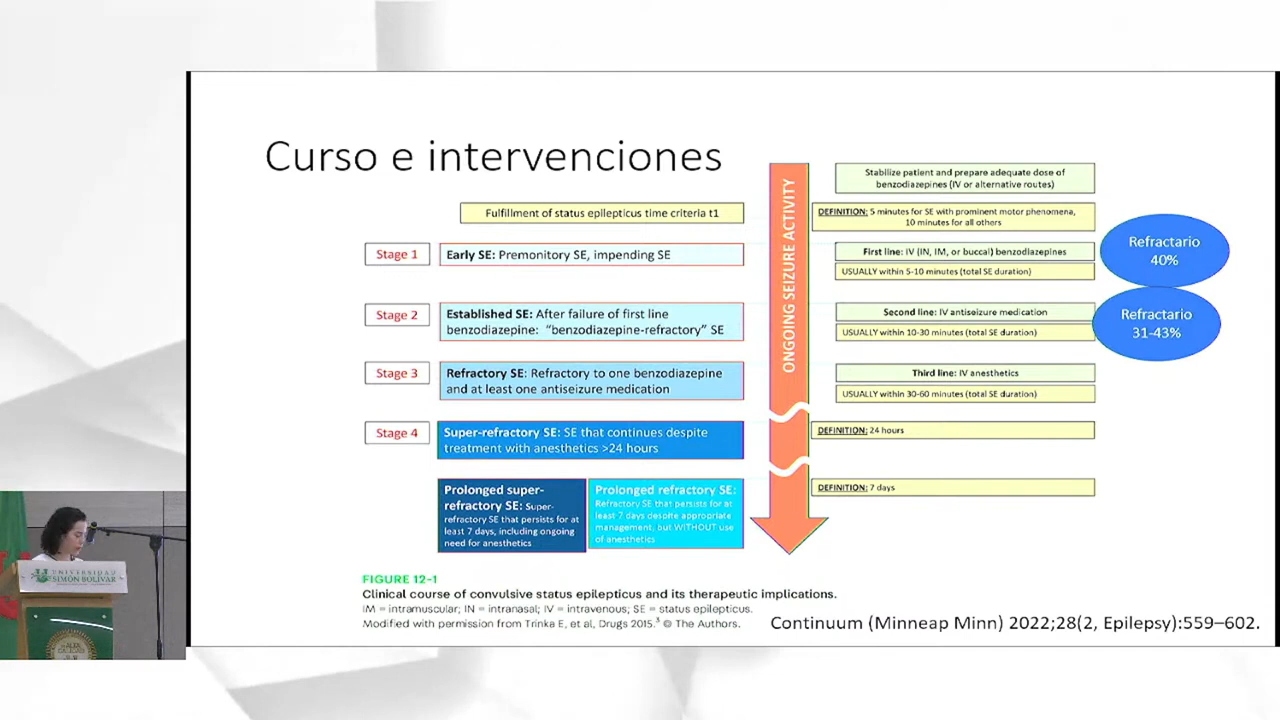 Curso e intervenciones
Fulfillment of status epilepticus time criteria t1
Stage 1
Early SE: Premonitory SE, impending SE
Stage 2
Established SE: After failure of first line
benzodiazepine: “benzodiazepine-refractory” SE
Stage 3
Refractory SE: Refractory to one benzodiazepine
and at least one antiseizure medication
Stage 4
Super-refractory SE: SE that continues despite
treatment with anesthetics >24 hours
Prolonged super-
refractory SE: Super-
refractory SE that persists for at
least 7 days, including ongoing
need for anesthetics
Prolonged refractory SE:
Refractory SE that persists for at
least 7 days despite appropriate
management, but WITHOUT use
of anesthetics
ONGOING SEIZURE ACTIVITY
Stabilize patient and prepare adequate dose of
benzodiazepines (IV or alternative routes)
DEFINITION: 5 minutes for SE with prominent motor phenomena,
10 minutes for all others
First line: IV (IN, IM, or buccal) benzodiazepines
USUALLY within 5-10 minutes (total SE duration)
Refractario
40%
Second line: IV antiseizure medication
USUALLY within 10-30 minutes (total SE duration)
Refractario
31-43%
Third line: IV anesthetics
USUALLY within 30-60 minutes (total SE duration)
DEFINITION: 24 hours
DEFINITION: 7 days
FIGURE 12-1
Clinical course of convulsive status epilepticus and its therapeutic implications.
IM = intramuscular; IN = intranasal; IV = intravenous; SE = status epilepticus.
Modified with permission from Trinka E, et al, Drugs 2015.³ © The Authors.
Continuum (Minneap Minn) 2022;28(2, Epilepsy):559–602.
UNIVERSIDAD
SIMÓN BOLÍVAR